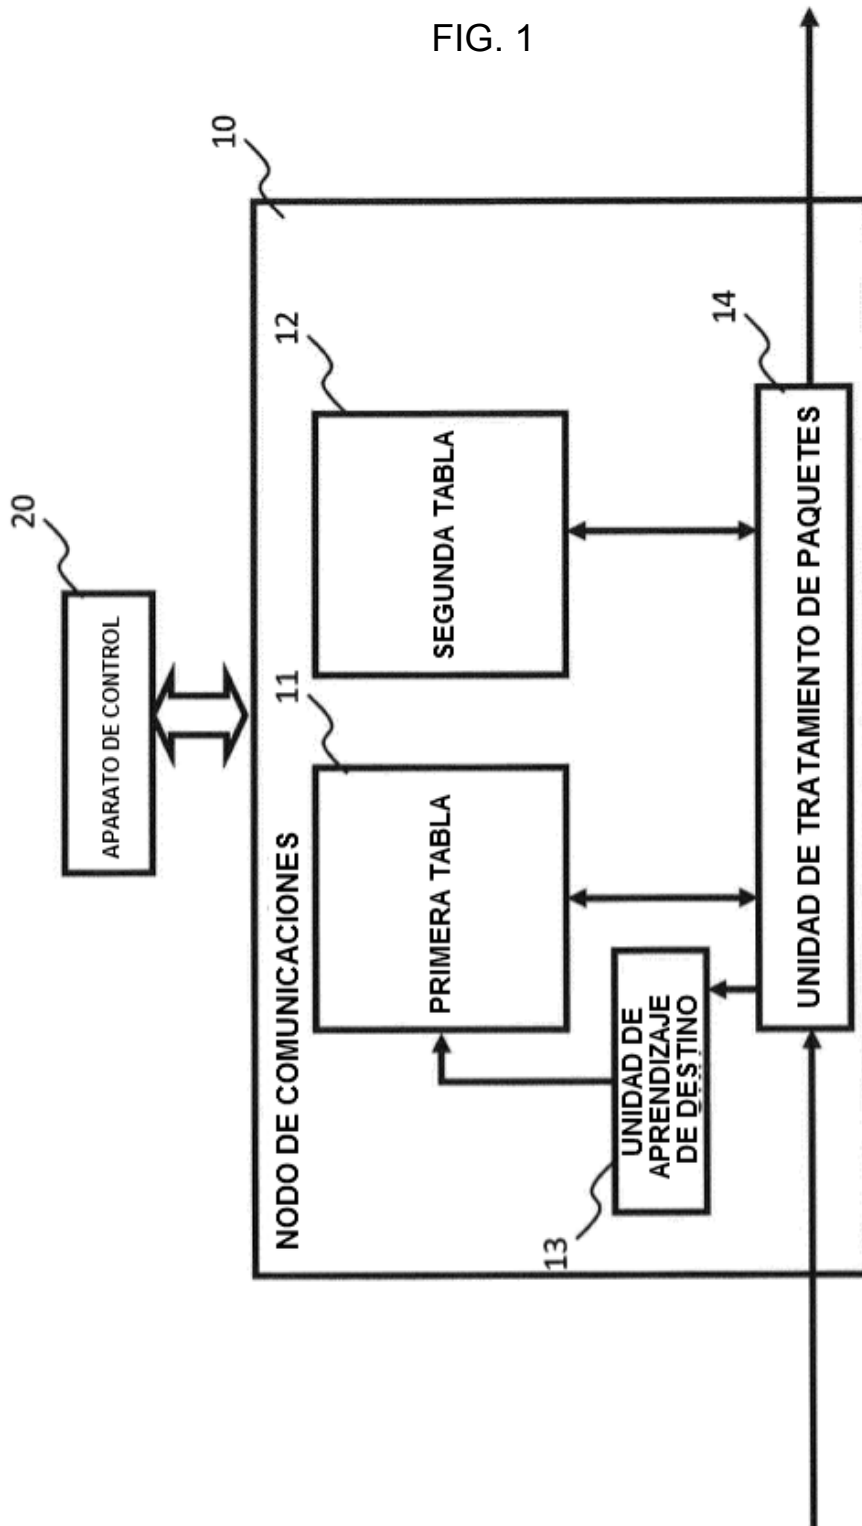 FIG. 1
20
APARATO DE CONTROL
10
NODO DE COMUNICACIONES
11
PRIMERA TABLA
12
SEGUNDA TABLA
13
UNIDAD DE
APRENDIZAJE
DE DESTINO
14
UNIDAD DE TRATAMIENTO DE PAQUETES